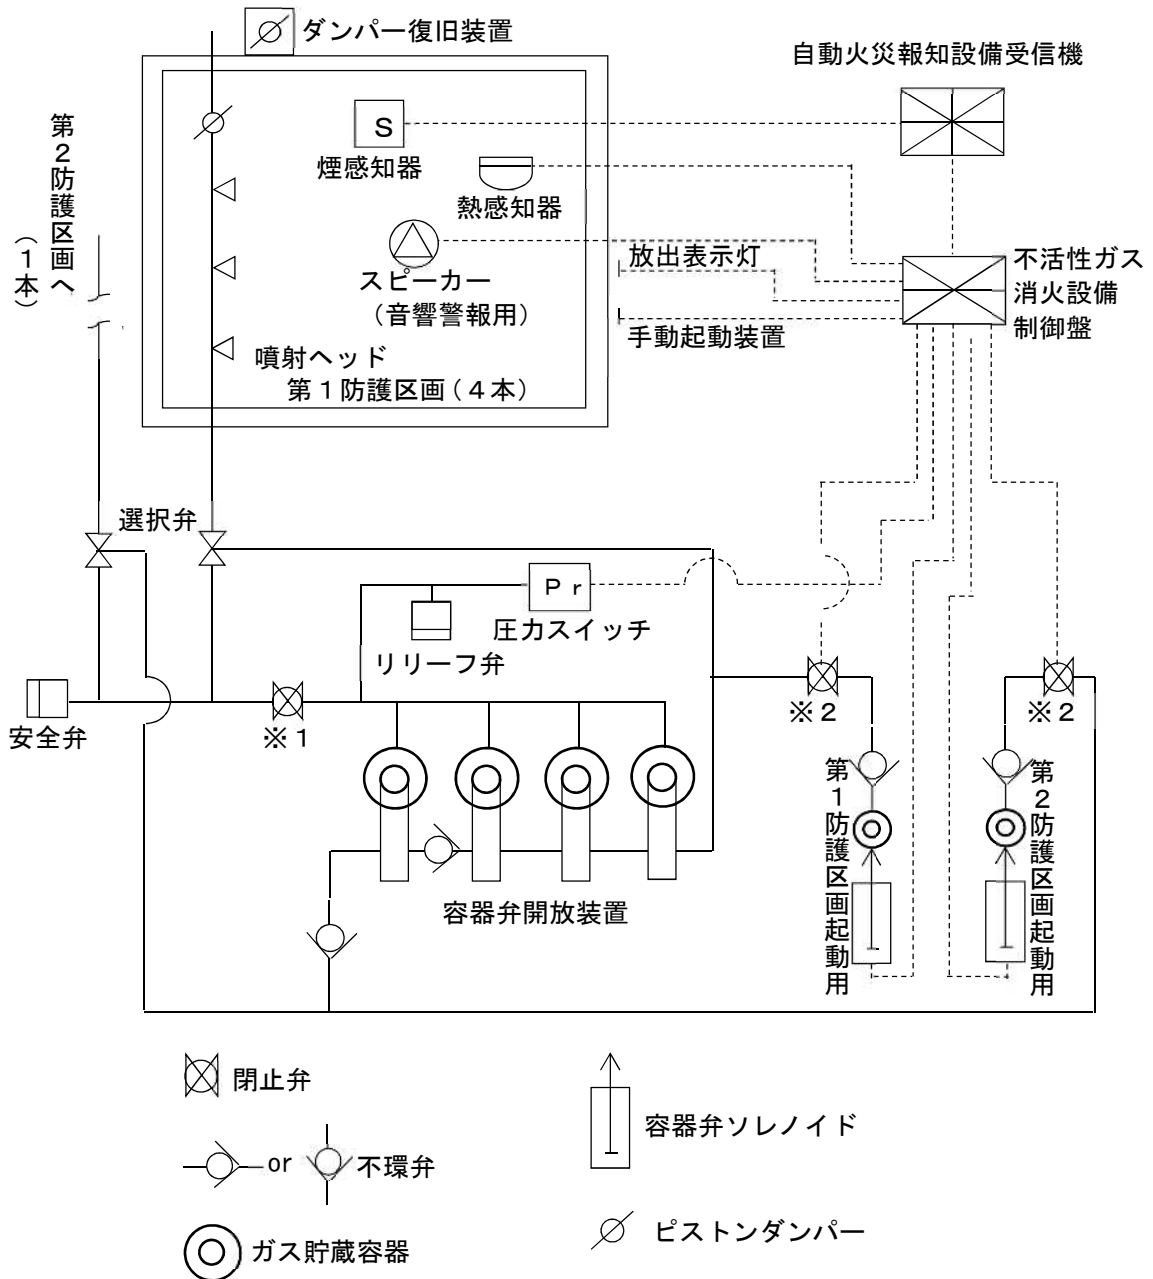 ダンパー復旧装置
自動火災報知設備受信機
第2防護区画へ
(1本)
S
煙感知器
熱感知器
スピーカー
(音響警報用)
放出表示灯
手動起動装置
不活性ガス
消火設備
制御盤
噴射ヘッド
第1防護区画(4本)
選択弁
Pr
圧力スイッチ
リリーフ弁
安全弁
※1
※2
※2
第1防護区画起動用
第2防護区画起動用
容器弁開放装置
閉止弁
容器弁ソレノイド
or
不環弁
ピストンダンパー
ガス貯蔵容器